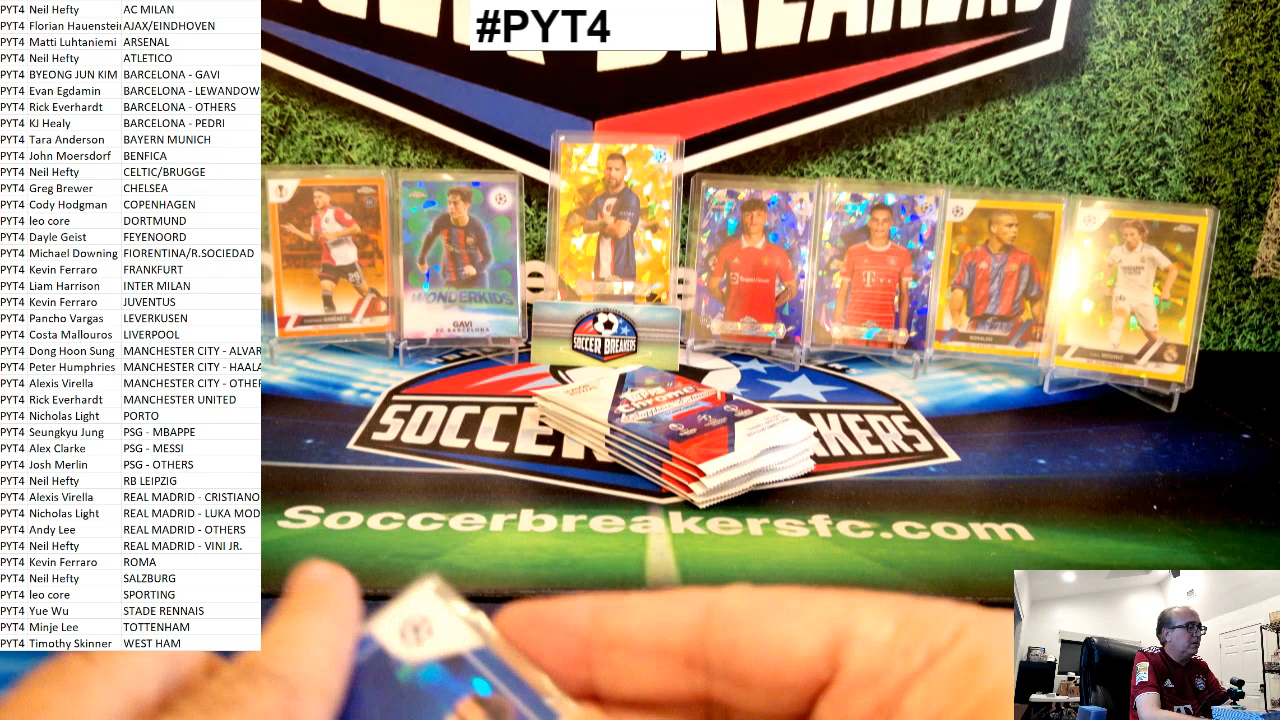 #PYT4
PYT4 Neil Hefty AC MILAN
PYT4 Florian Hauenstein AJAX/EINDHOVEN
PYT4 Matti Luhtaniemi ARSENAL
PYT4 Neil Hefty ATLETICO
PYT4 BYEONG JUN KIM BARCELONA - GAVI
PYT4 Evan Egdamin BARCELONA - LEWANDOW
PYT4 Rick Everhardt BARCELONA - OTHERS
PYT4 KJ Healy BARCELONA - PEDRI
PYT4 Tara Anderson BAYERN MUNICH
PYT4 John Moersdorf BENFICA
PYT4 Neil Hefty CELTIC/BRUGGE
PYT4 Greg Brewer CHELSEA
PYT4 Cody Hodgman COPENHAGEN
PYT4 leo core DORTMUND
PYT4 Dayle Geist FEYENOORD
PYT4 Michael Downing FIORENTINA/R.SOCIEDAD
PYT4 Kevin Ferraro FRANKFURT
PYT4 Liam Harrison INTER MILAN
PYT4 Kevin Ferraro JUVENTUS
PYT4 Pancho Vargas LEVERKUSEN
PYT4 Costa Mallouros LIVERPOOL
PYT4 Dong Hoon Sung MANCHESTER CITY - ALVAR
PYT4 Peter Humphries MANCHESTER CITY - HAALA
PYT4 Alexis Virella MANCHESTER CITY - OTHE
PYT4 Rick Everhardt MANCHESTER UNITED
PYT4 Nicholas Light PORTO
PYT4 Seunghun Jung PSG - MBAPPE
PYT4 Alex Clarke PSG - MESSI
PYT4 Josh Merlin PSG - OTHERS
PYT4 Neil Hefty RB LEIPZIG
PYT4 Alexis Virella REAL MADRID - CRISTIANO
PYT4 Nicholas Light REAL MADRID - LUKA MOD
PYT4 Andy Lee REAL MADRID - OTHERS
PYT4 Neil Hefty REAL MADRID - VINI JR.
PYT4 Kevin Ferraro ROMA
PYT4 Neil Hefty SALZBURG
PYT4 leo core SPORTING
PYT4 Yue Wu STADE RENNAIS
PYT4 Minje Lee TOTTENHAM
PYT4 Timothy Skinner WEST HAM
WONDERKIDS
GAVI
FC BARCELONA
RONALDO
MODRIĆ
SOCCER BREAKERS
Topps
Chrome
SOCCE
AKERS
Soccerbreakersfc.com